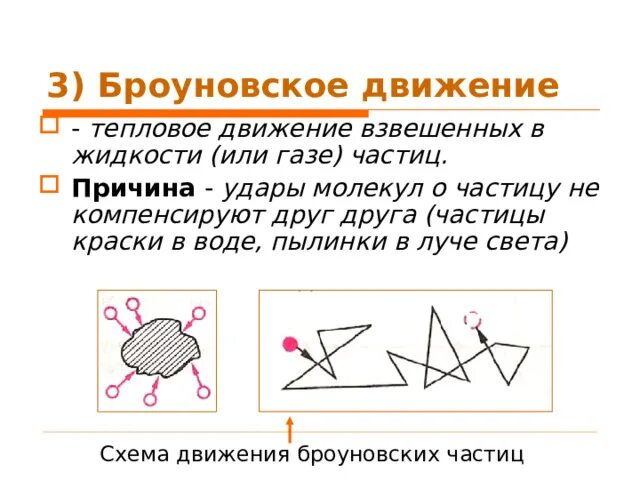 3) Броуновское движение
- тепловое движение взвешенных в
жидкости (или газе) частиц.
Причина - удары молекул о частицу не
компенсируют друг друга (частицы
краски в воде, пылинки в луче света)
Схема движения броуновских частиц